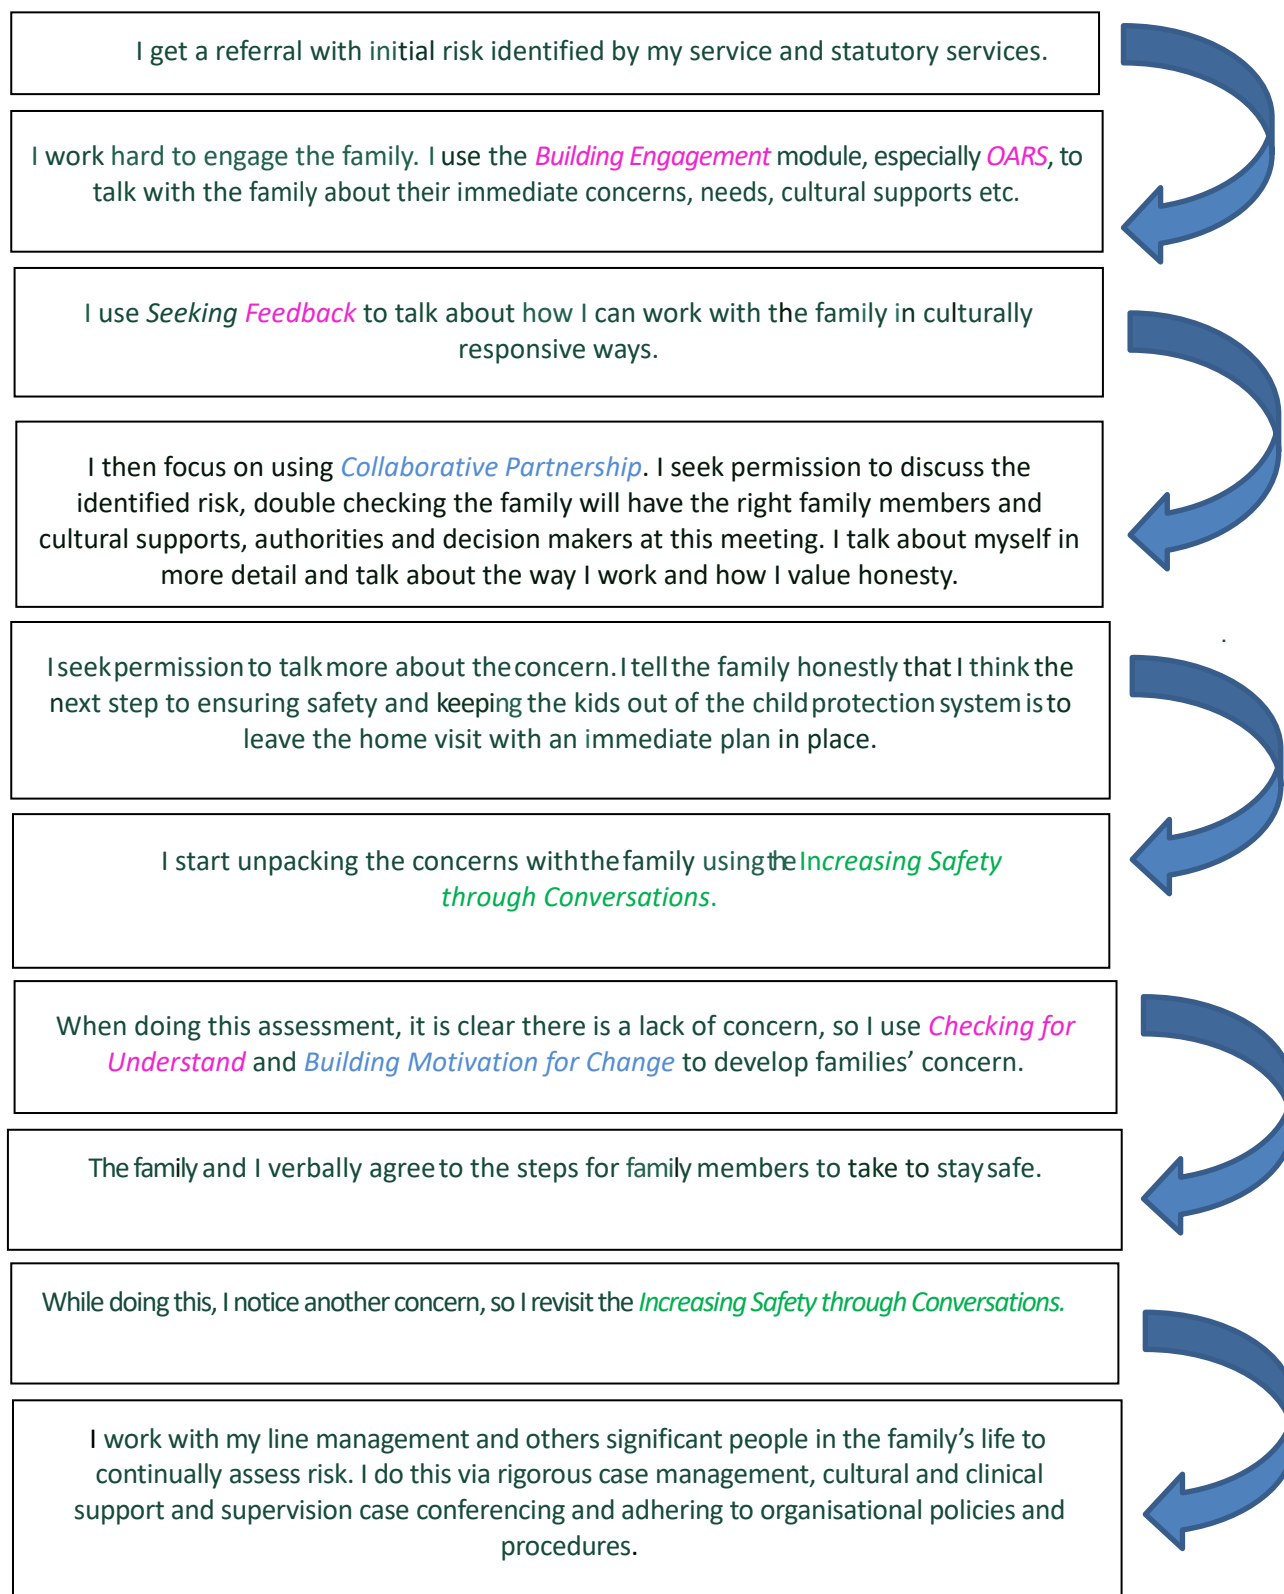 I get a referral with initial risk identified by my service and statutory services.
I work hard to engage the family. I use the Building Engagement module, especially OARS, to
talk with the family about their immediate concerns, needs, cultural supports etc.
I use Seeking Feedback to talk about how I can work with the family in culturally
responsive ways.
I then focus on using Collaborative Partnership. I seek permission to discuss the
identified risk, double checking the family will have the right family members and
cultural supports, authorities and decision makers at this meeting. I talk about myself in
more detail and talk about the way I work and how I value honesty.
I seek permission to talk more about the concern. I tell the family honestly that I think the
next step to ensuring safety and keeping the kids out of the child protection system is to
leave the home visit with an immediate plan in place.
I start unpacking the concerns with the family using the Increasing Safety
through Conversations.
When doing this assessment, it is clear there is a lack of concern, so I use Checking for
Understand and Building Motivation for Change to develop families’ concern.
The family and I verbally agree to the steps for family members to take to stay safe.
While doing this, I notice another concern, so I revisit the Increasing Safety through Conversations.
I work with my line management and others significant people in the family’s life to
continually assess risk. I do this via rigorous case management, cultural and clinical
support and supervision case conferencing and adhering to organisational policies and
procedures.